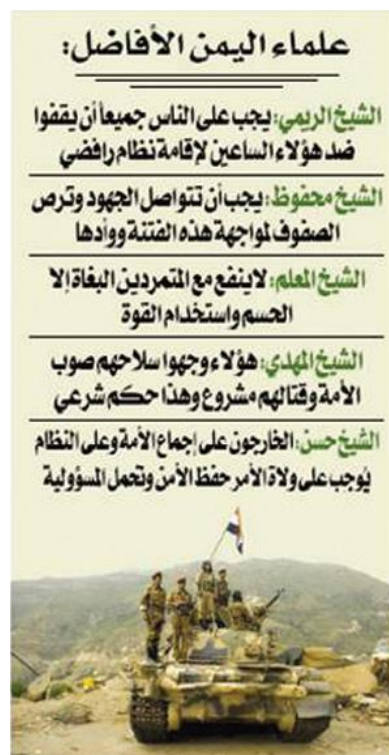 علماء اليمن الأفاضل:
الشيخ الريمي: يجب على الناس جميعاً أن يقفوا
ضد هؤلاء الساعين لإقامة نظام رافضي
الشيخ محفوظ: يجب أن تتواصل الجهود وترص
الصفوف لمواجهة هذه الفتنة ووأدها
الشيخ المعلم: لا ينفع مع المتمردين البغاة إلا
الحسم واستخدام القوة
الشيخ المهدي: هؤلاء وجهوا سلاحهم صوب
الأمة وقتالهم مشروع وهذا حكم شرعي
الشيخ حسن: الخارجون على إجماع الأمة وعلى النظام
يُوجب على ولاة الأمر حفظ الأمن وتحمل المسؤولية